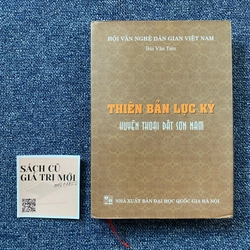 HỘI VĂN NGHỆ DÂN GIAN VIỆT NAM
Bùi Văn Tam
THIÊN BẢN LỤC KỲ
HUYỀN THOẠI ĐẤT SƠN NAM
SÁCH CŨ
GIÁ TRỊ MỚI
NHÀ XUẤT BẢN ĐẠI HỌC QUỐC GIA HÀ NỘI